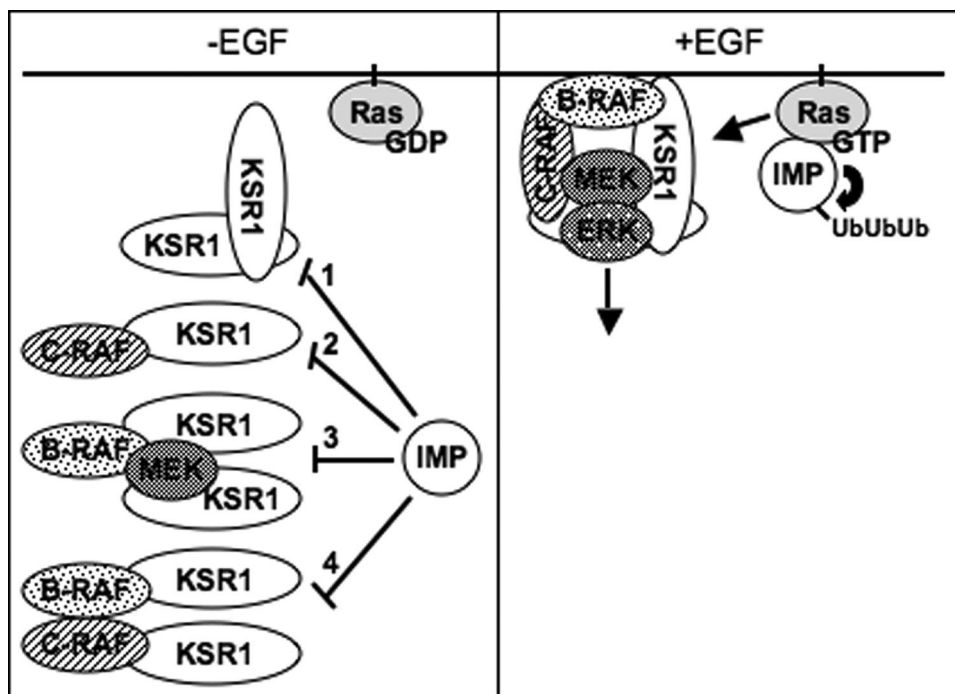 -EGF
+EGF
Ras
GDP
KSR1
KSR1
1
C-RAF
KSR1
2
B-RAF
KSR1
MEK
KSR1
3
IMP
B-RAF
KSR1
C-RAF
KSR1
4
B-RAF
C-RAF
KSR1
MEK
ERK
Ras
GTP
IMP
UbUbUb